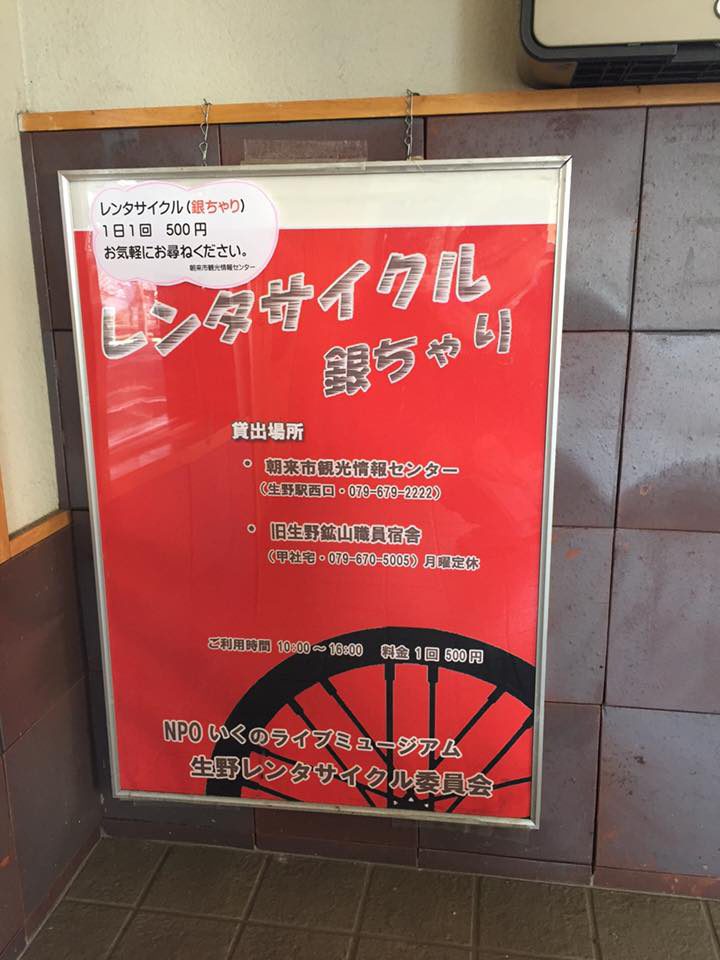 レンタサイクル(銀ちゃり)
1日1回 500円
お気軽にお尋ねください。
朝来市観光情報センター
レンタサイクル
銀ちゃり
貸出場所
・ 朝来市観光情報センター
(生野駅西口・079-679-2222)
・ 旧生野鉱山職員宿舎
(甲社宅・079-670-5005)月曜定休
ご利用時間 10:00～16:00 料金1回 500円
NPO いくのライブミュージアム
生野レンタサイクル委員会